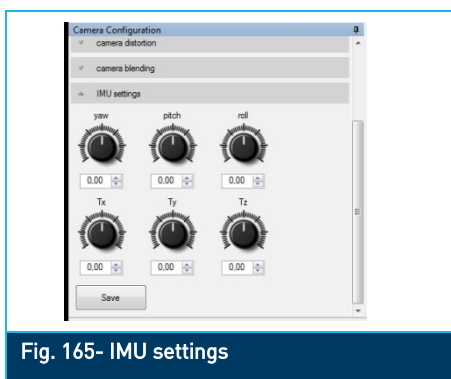 Camera Configuration
camera distortion
camera blending
IMU settings
yaw pitch roll
0,00 0,00 0,00
Tx Ty Tz
0,00 0,00 0,00
Save
Fig. 165- IMU settings